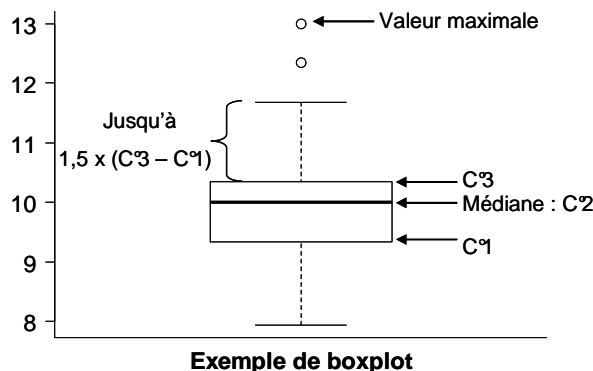 13
Valeur maximale
12
Jusqu'à
11
1,5 x (C°3 – C°1)
C°3
10
Médiane : C°2
C°1
9
8
Exemple de boxplot